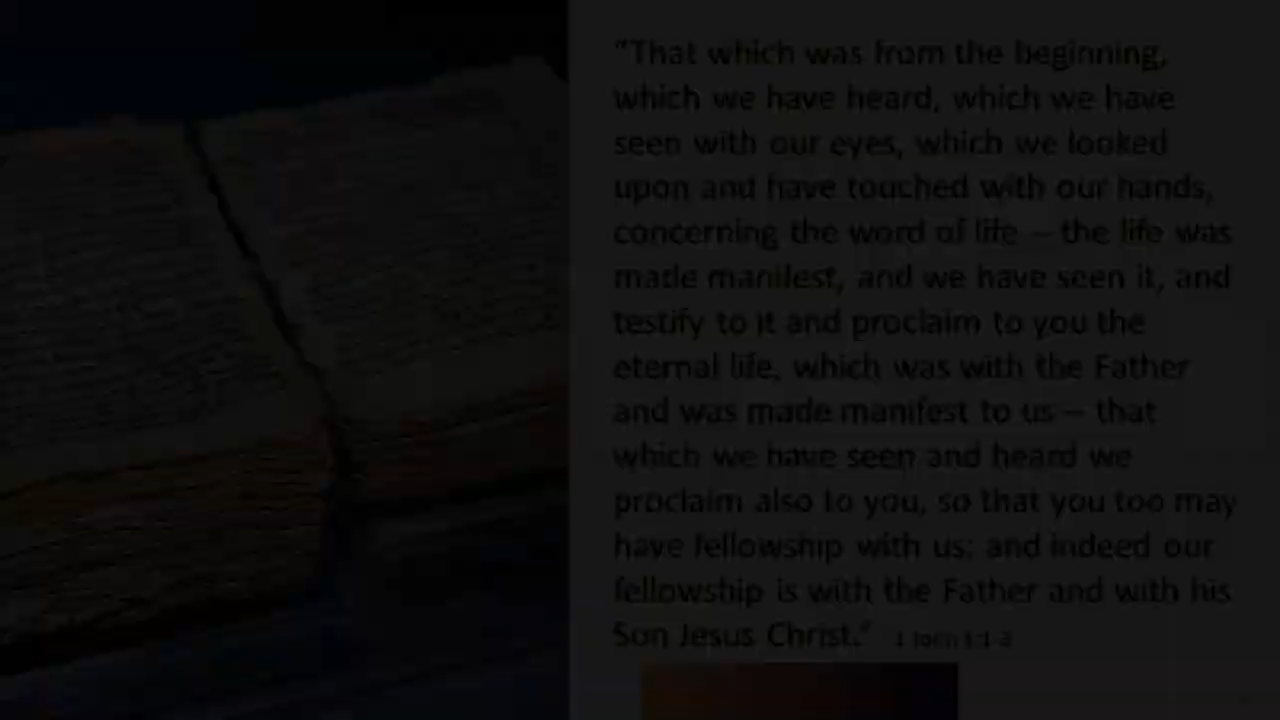 "That which was from the beginning,
which we have heard, which we have
seen with our eyes, which we looked
upon and have touched with our hands,
concerning the word of life – the life was
made manifest, and we have seen it, and
testify to it and proclaim to you the
eternal life, which was with the Father
and was made manifest to us – that
which we have seen and heard we
proclaim also to you, so that you too may
have fellowship with us; and indeed our
fellowship is with the Father and with his
Son Jesus Christ." 1 John 1:1-3